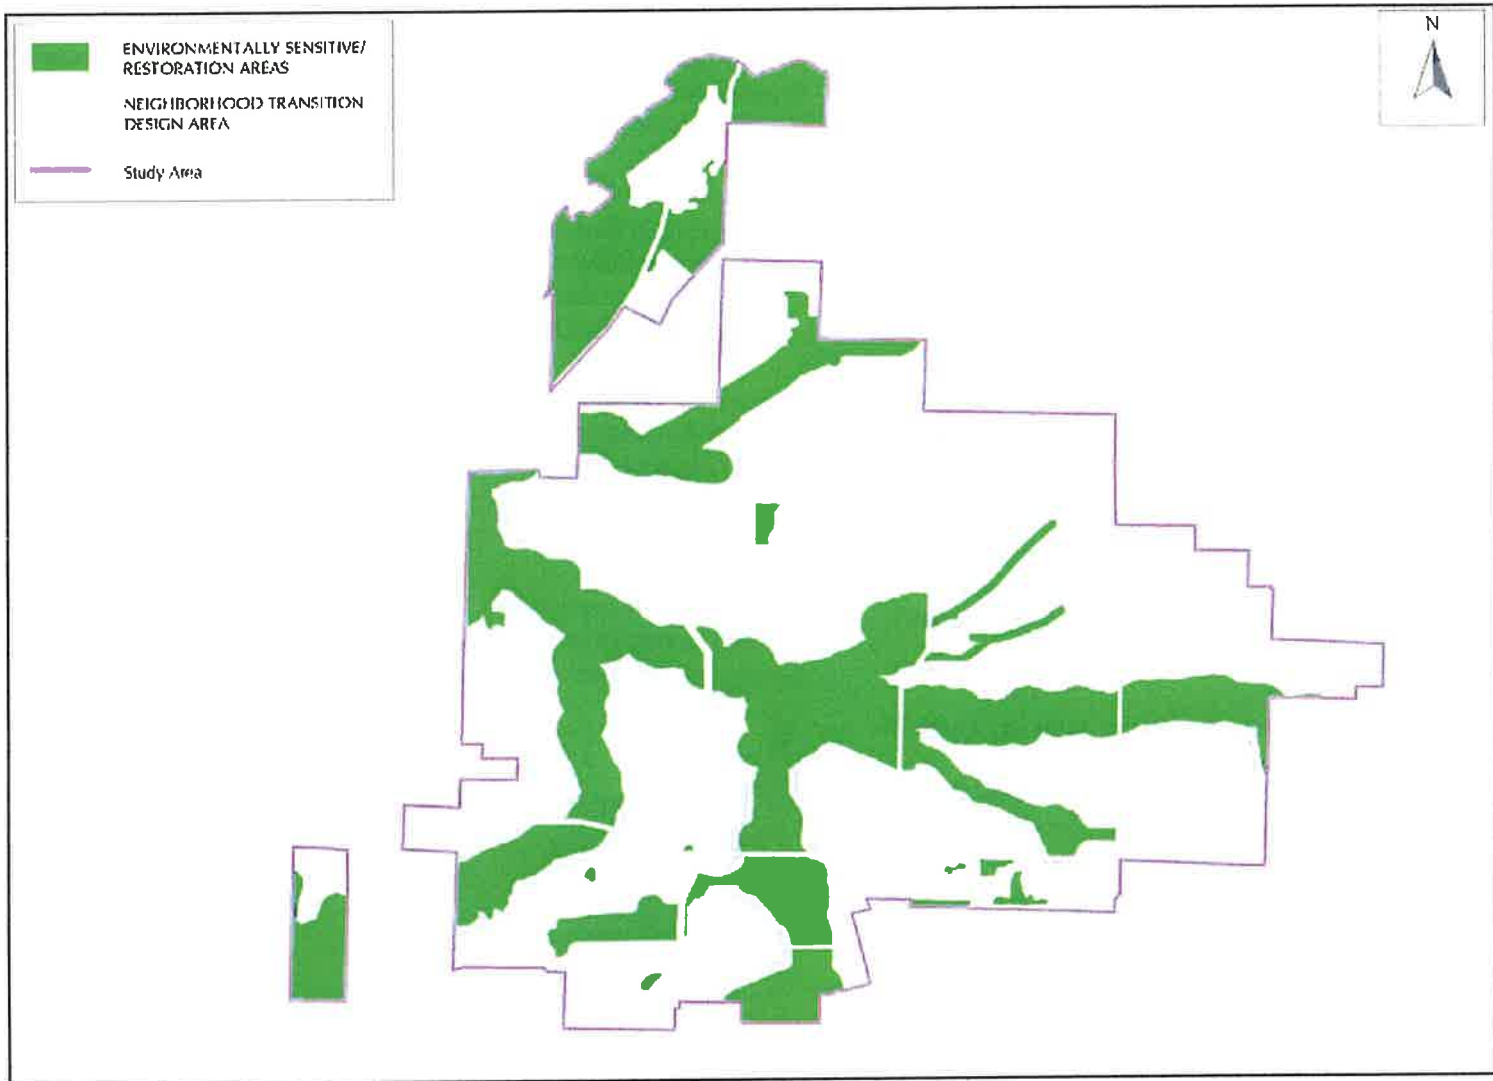 ENVIRONMENTALLY SENSITIVE/
RESTORATION AREAS
NEIGHBORHOOD TRANSITION
DESIGN AREA
Study Area
N